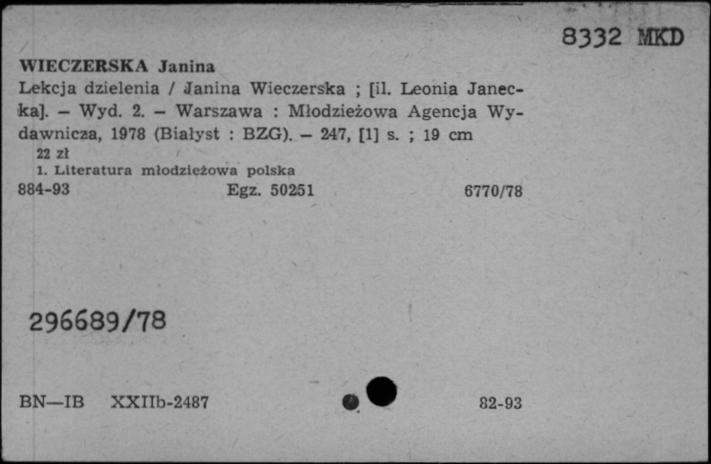 8332 MKD
WIECZERSKA Janina
Lekcja dzielenia / Janina Wieczerska ; [il. Leonia Janec-
ka]. — Wyd. 2. — Warszawa : Młodzieżowa Agencja Wy-
dawnicza, 1978 (Białyst : BZG). — 247, [1] s. ; 19 cm
22 zł
1. Literatura młodzieżowa polska
884-93 Egz. 50251 6770/78
296689/78
BN—IB XXIIb-2487 82-93